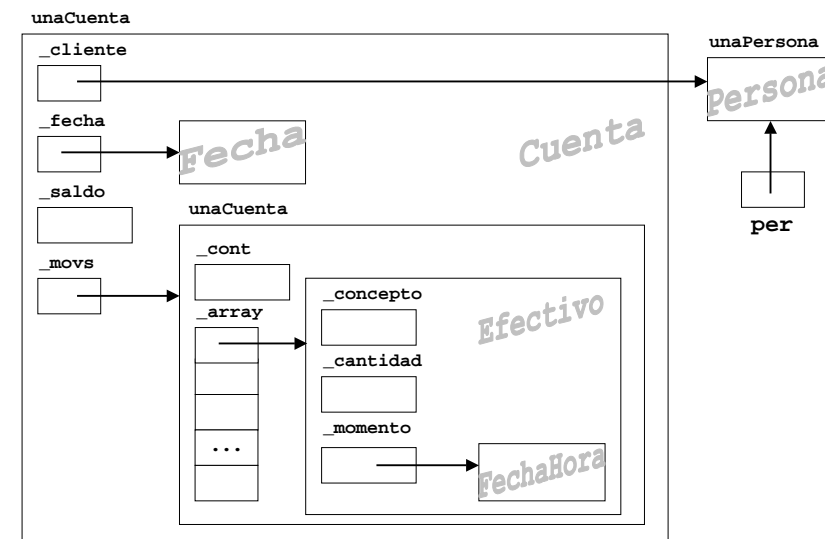 unaCuenta
_cliente
unaPersona
Persona
_fecha
Fecha
Cuenta
_saldo
per
unaCuenta
_movs
_cont
_array
_concepto
Efectivo
_cantidad
_momento
...
FechaHora